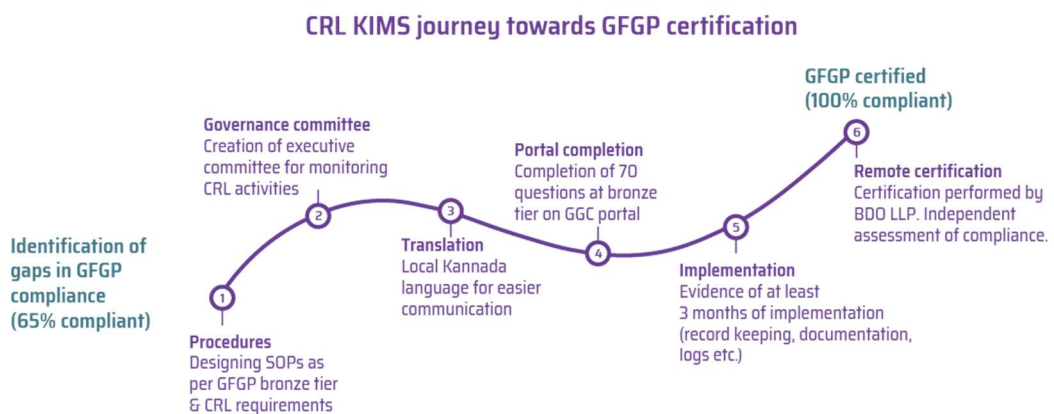 CRL KIMS journey towards GFGP certification
Identification of
gaps in GFGP
compliance
(65% compliant)
1
Procedures
Designing SOPs as
per GFGP bronze tier
& CRL requirements
Governance committee
Creation of executive
committee for monitoring
CRL activities
2
3
Translation
Local Kannada
language for easier
communication
Portal completion
Completion of 70
questions at bronze
tier on GGC portal
4
5
Implementation
Evidence of at least
3 months of implementation
(record keeping, documentation,
logs etc.)
GFGP certified
(100% compliant)
6
Remote certification
Certification performed by
BDO LLP. Independent
assessment of compliance.